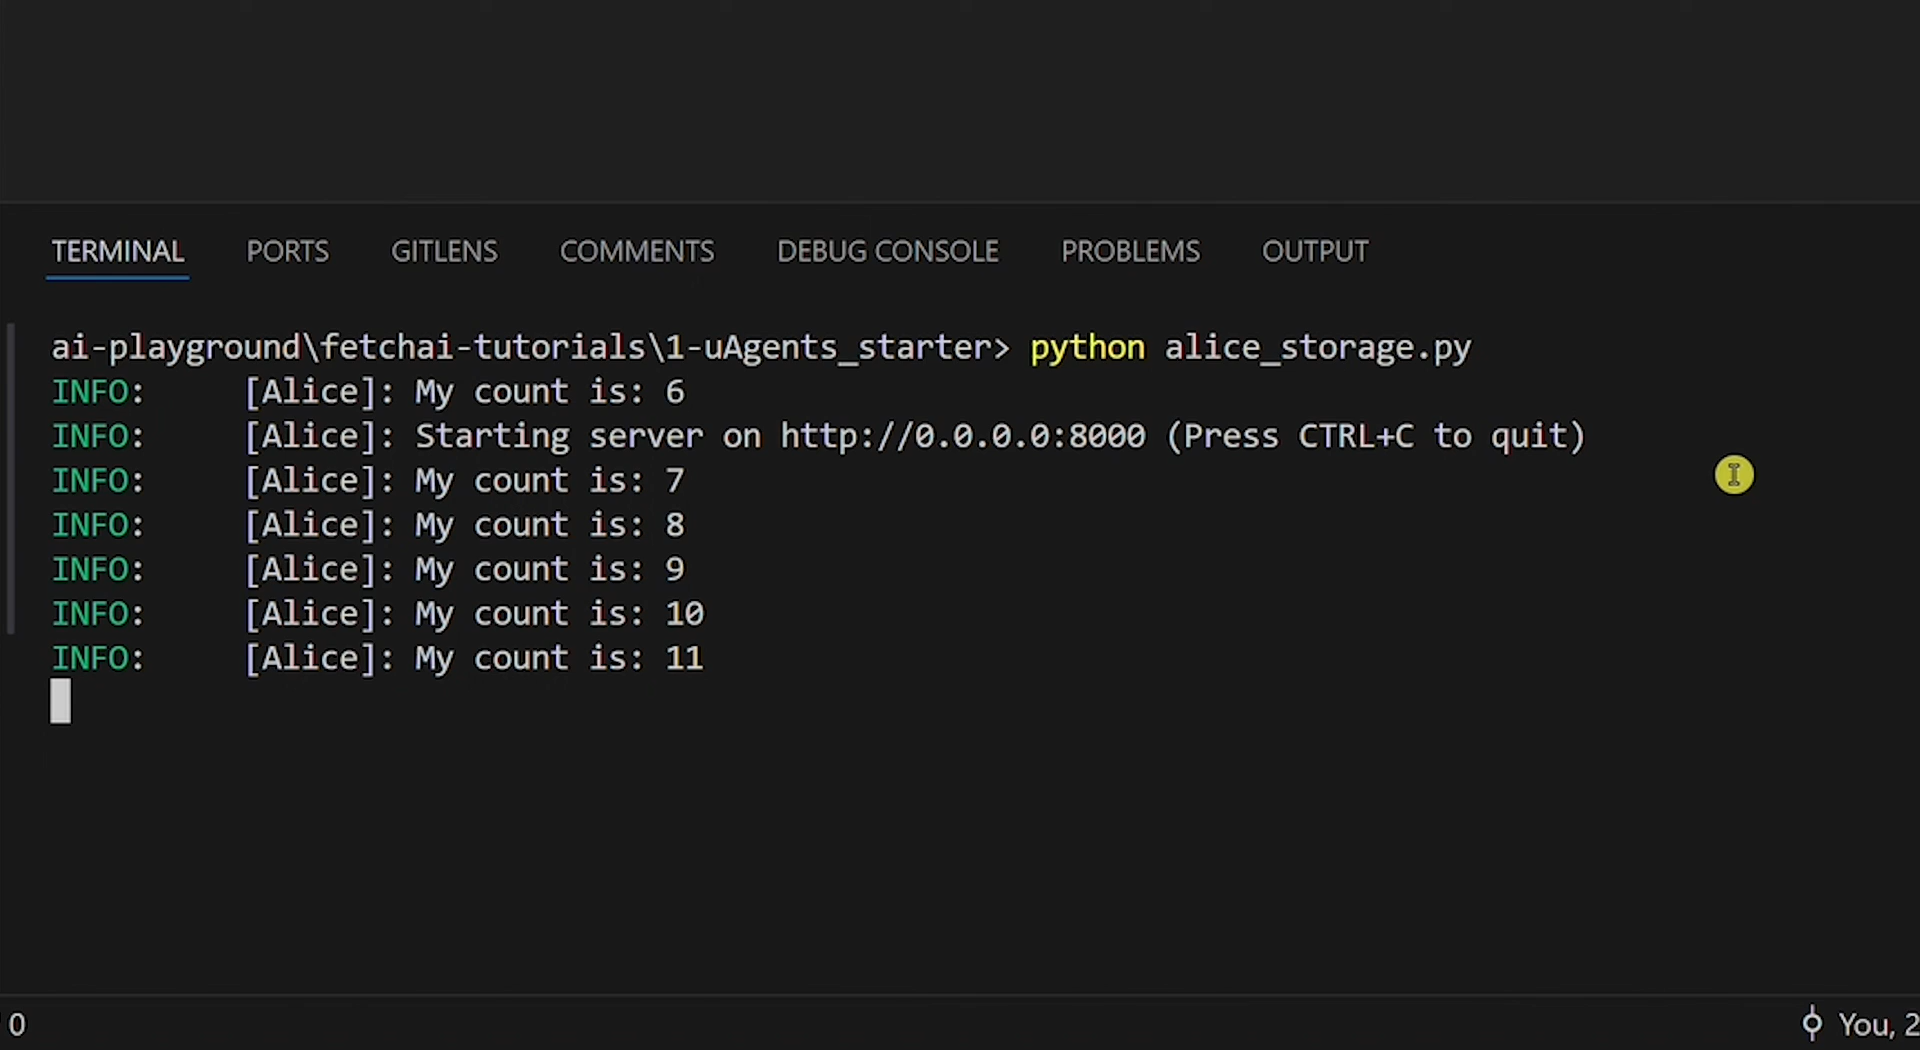 TERMINAL PORTS GITLENS COMMENTS DEBUG CONSOLE PROBLEMS OUTPUT
ai-playground\fetchai-tutorials\1-uAgents_starter> python alice_storage.py
INFO:     [Alice]: My count is: 6
INFO:     [Alice]: Starting server on http://0.0.0.0:8000 (Press CTRL+C to quit)
INFO:     [Alice]: My count is: 7
INFO:     [Alice]: My count is: 8
INFO:     [Alice]: My count is: 9
INFO:     [Alice]: My count is: 10
INFO:     [Alice]: My count is: 11
0 You, 2